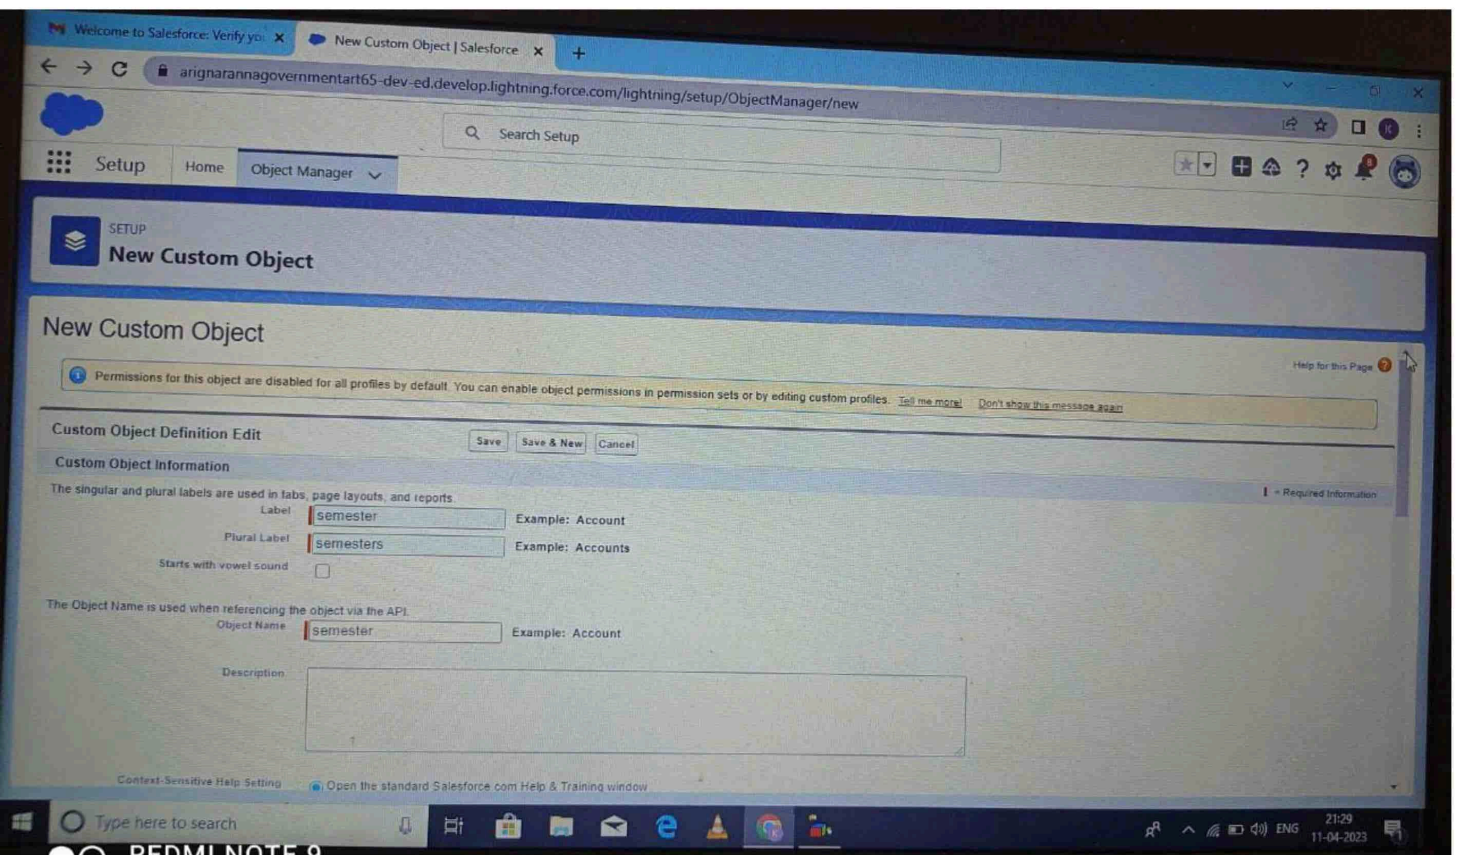 Welcome to Salesforce: Verify yo
New Custom Object | Salesforce
arignarannagovernmentart65-dev-ed.develop.lightning.force.com/lightning/setup/ObjectManager/new
Search Setup
Setup
Home
Object Manager
SETUP
New Custom Object
New Custom Object
Help for this Page
Permissions for this object are disabled for all profiles by default. You can enable object permissions in permission sets or by editing custom profiles. Tell me more! Don't show this message again
Custom Object Definition Edit
Save
Save & New
Cancel
Custom Object Information
= Required Information
The singular and plural labels are used in tabs, page layouts, and reports.
Label
semester
Example: Account
Plural Label
semesters
Example: Accounts
Starts with vowel sound
The Object Name is used when referencing the object via the API.
Object Name
semester
Example: Account
Description
Context-Sensitive Help Setting
Open the standard Salesforce.com Help & Training window
Type here to search
ENG
21:29
11-04-2023
REDMI NOTE 9